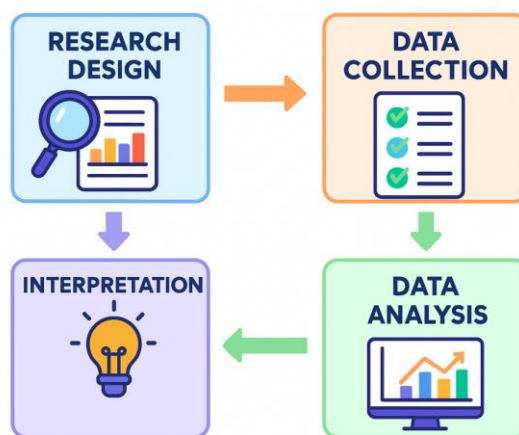 RESEARCH
DESIGN
DATA
COLLECTION
INTERPRETATION
DATA
ANALYSIS